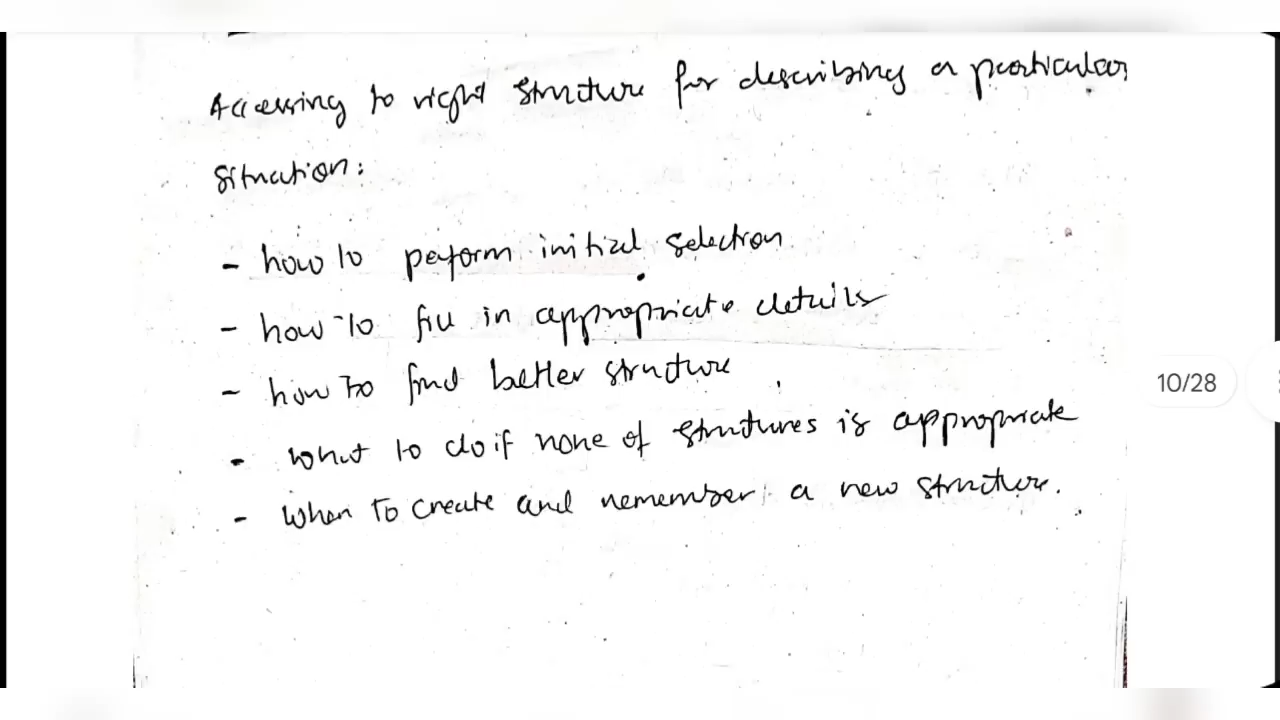 Accessing to right structure for describing a particular
situation:
- how to perform initial selection
- how to fill in appropriate details
- how to find better structure
- what to do if none of structures is appropriate
- when to create and remember a new structure.
10/28